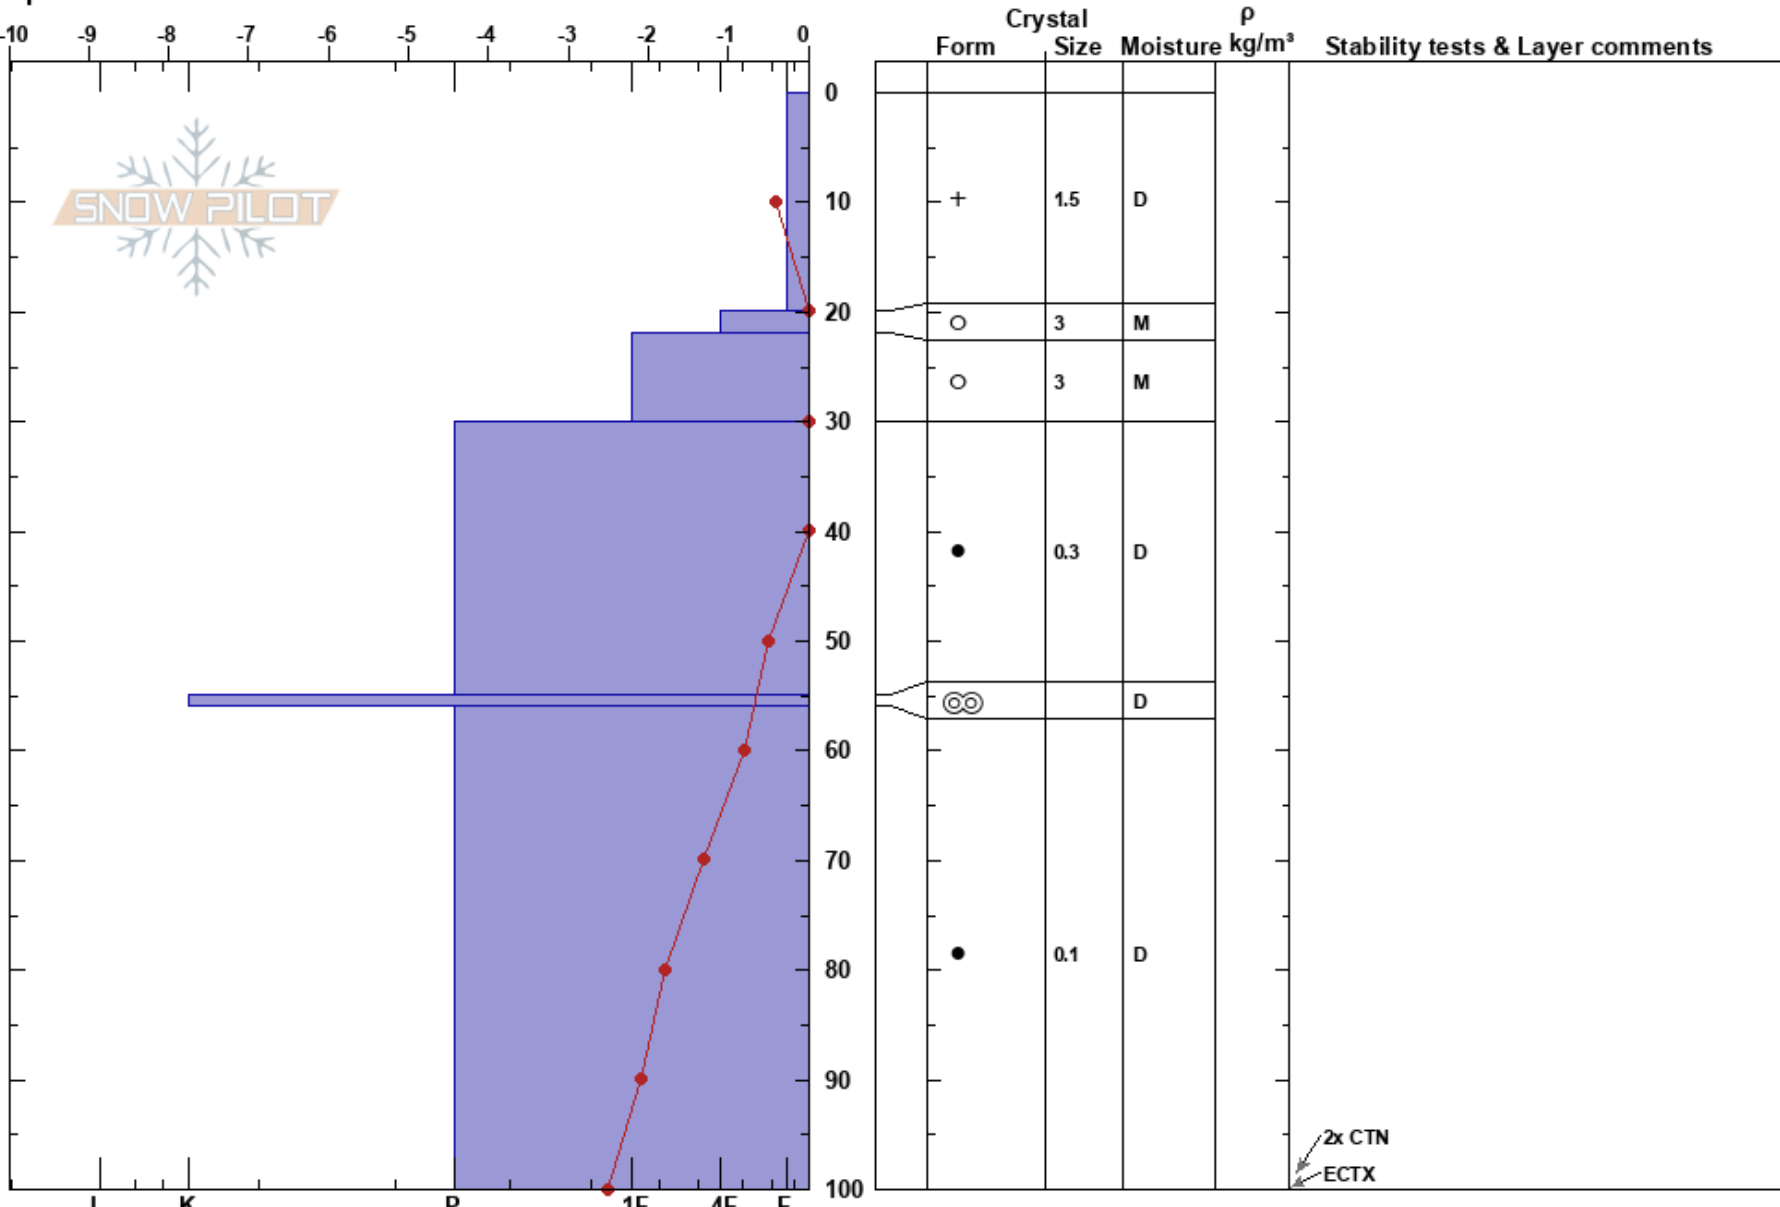 Crystal ρ
-10 -9 -8 -7 -6 -5 -4 -3 -2 -1 0 Form Size Moisture kg/m³ Stability tests & Layer comments
0
SNOW PILOT
10 + 1.5 D
20 3 M
3 M
30
40
0.3 D
50
D
60
70
80
0.1 D
90
2x CTN
ECTX
100
I K P 1F 4F F